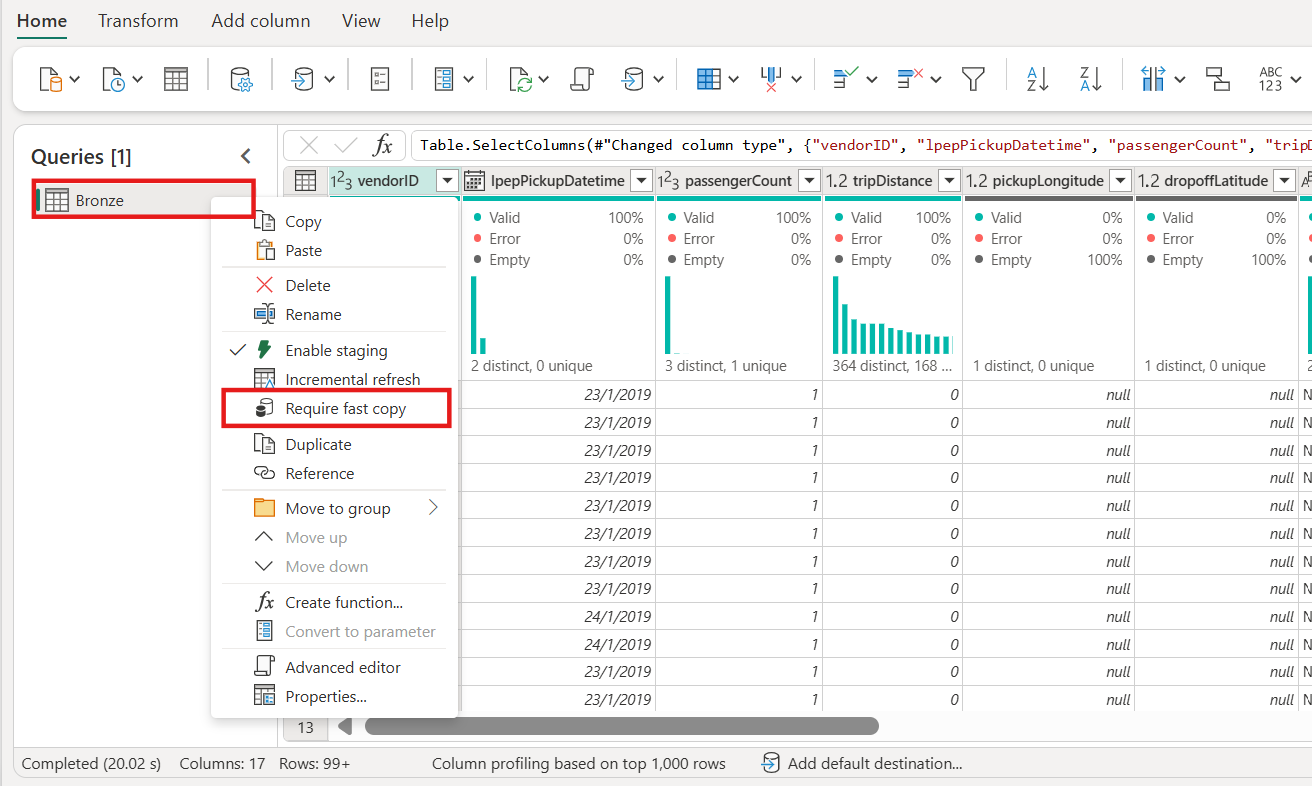 Home Transform Add column View Help
A
Z
Z
A
ABC
123
Queries [1]
fx Table.SelectColumns(#"Changed column type", {"vendorID", "lpepPickupDatetime", "passengerCount", "tripD
Bronze
1²3 vendorID lpepPickupDatetime 1²3 passengerCount 1.2 tripDistance 1.2 pickupLongitude 1.2 dropoffLatitude
Valid 100% Valid 100% Valid 100% Valid 0% Valid 0%
Error 0% Error 0% Error 0% Error 0% Error 0%
Empty 0% Empty 0% Empty 0% Empty 100% Empty 100%
2 distinct, 0 unique 3 distinct, 1 unique 364 distinct, 168 ... 1 distinct, 0 unique 1 distinct, 0 unique
23/1/2019 1 0 null null N
23/1/2019 1 0 null null N
23/1/2019 1 0 null null N
23/1/2019 1 0 null null N
23/1/2019 1 0 null null N
23/1/2019 1 0 null null N
23/1/2019 1 0 null null N
23/1/2019 1 0 null null N
24/1/2019 1 0 null null N
24/1/2019 1 0 null null N
23/1/2019 1 0 null null N
23/1/2019 1 0 null null N
13
Copy
Paste
Delete
Rename
Enable staging
Incremental refresh
Require fast copy
Duplicate
Reference
Move to group
Move up
Move down
fx Create function...
Convert to parameter
Advanced editor
Properties...
Completed (20.02 s) Columns: 17 Rows: 99+ Column profiling based on top 1,000 rows Add default destination...